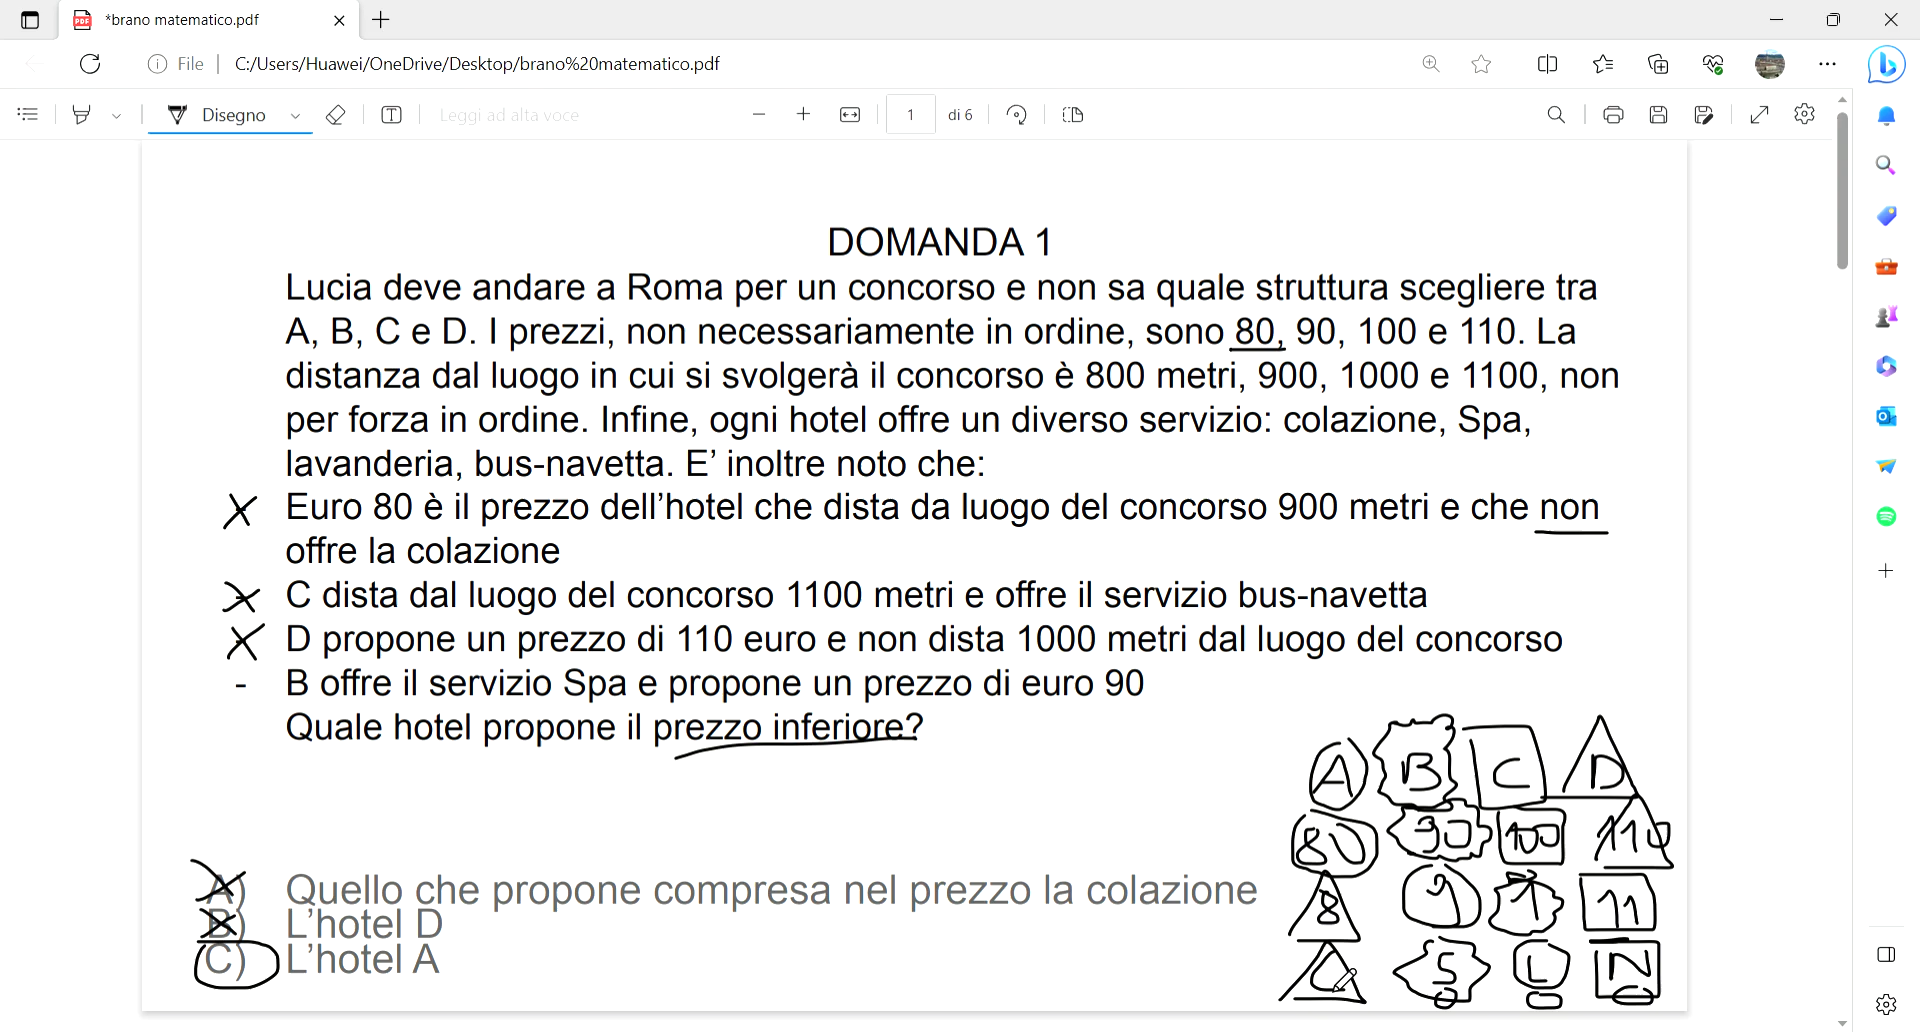 *brano matematico.pdf
File
C:/Users/Huawei/OneDrive/Desktop/brano%20matematico.pdf
Disegno
Leggi ad alta voce
1 di 6
DOMANDA 1
Lucia deve andare a Roma per un concorso e non sa quale struttura scegliere tra
A, B, C e D. I prezzi, non necessariamente in ordine, sono 80, 90, 100 e 110. La
distanza dal luogo in cui si svolgerà il concorso è 800 metri, 900, 1000 e 1100, non
per forza in ordine. Infine, ogni hotel offre un diverso servizio: colazione, Spa,
lavanderia, bus-navetta. E’ inoltre noto che:
Euro 80 è il prezzo dell’hotel che dista da luogo del concorso 900 metri e che non
offre la colazione
C dista dal luogo del concorso 1100 metri e offre il servizio bus-navetta
D propone un prezzo di 110 euro e non dista 1000 metri dal luogo del concorso
- B offre il servizio Spa e propone un prezzo di euro 90
Quale hotel propone il prezzo inferiore?
A B C D
80 90 100 110
A) Quello che propone compresa nel prezzo la colazione
8 9 1 11
B) L’hotel D
C) L’hotel A
C S L N